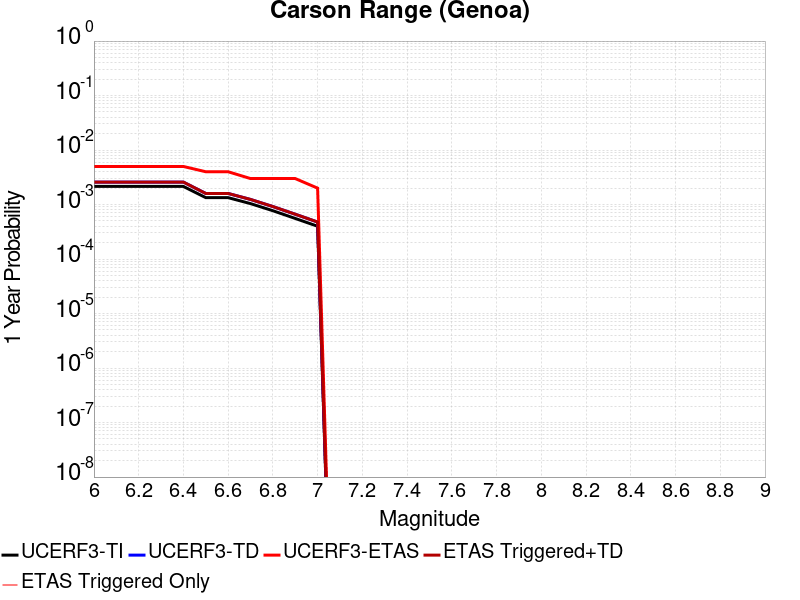 Carson Range (Genoa)
10^0
10^-1
10^-2
10^-3
10^-4
10^-5
10^-6
10^-7
10^-8
1 Year Probability
6 6.2 6.4 6.6 6.8 7 7.2 7.4 7.6 7.8 8 8.2 8.4 8.6 8.8 9
Magnitude
UCERF3-TI UCERF3-TD UCERF3-ETAS ETAS Triggered+TD
ETAS Triggered Only